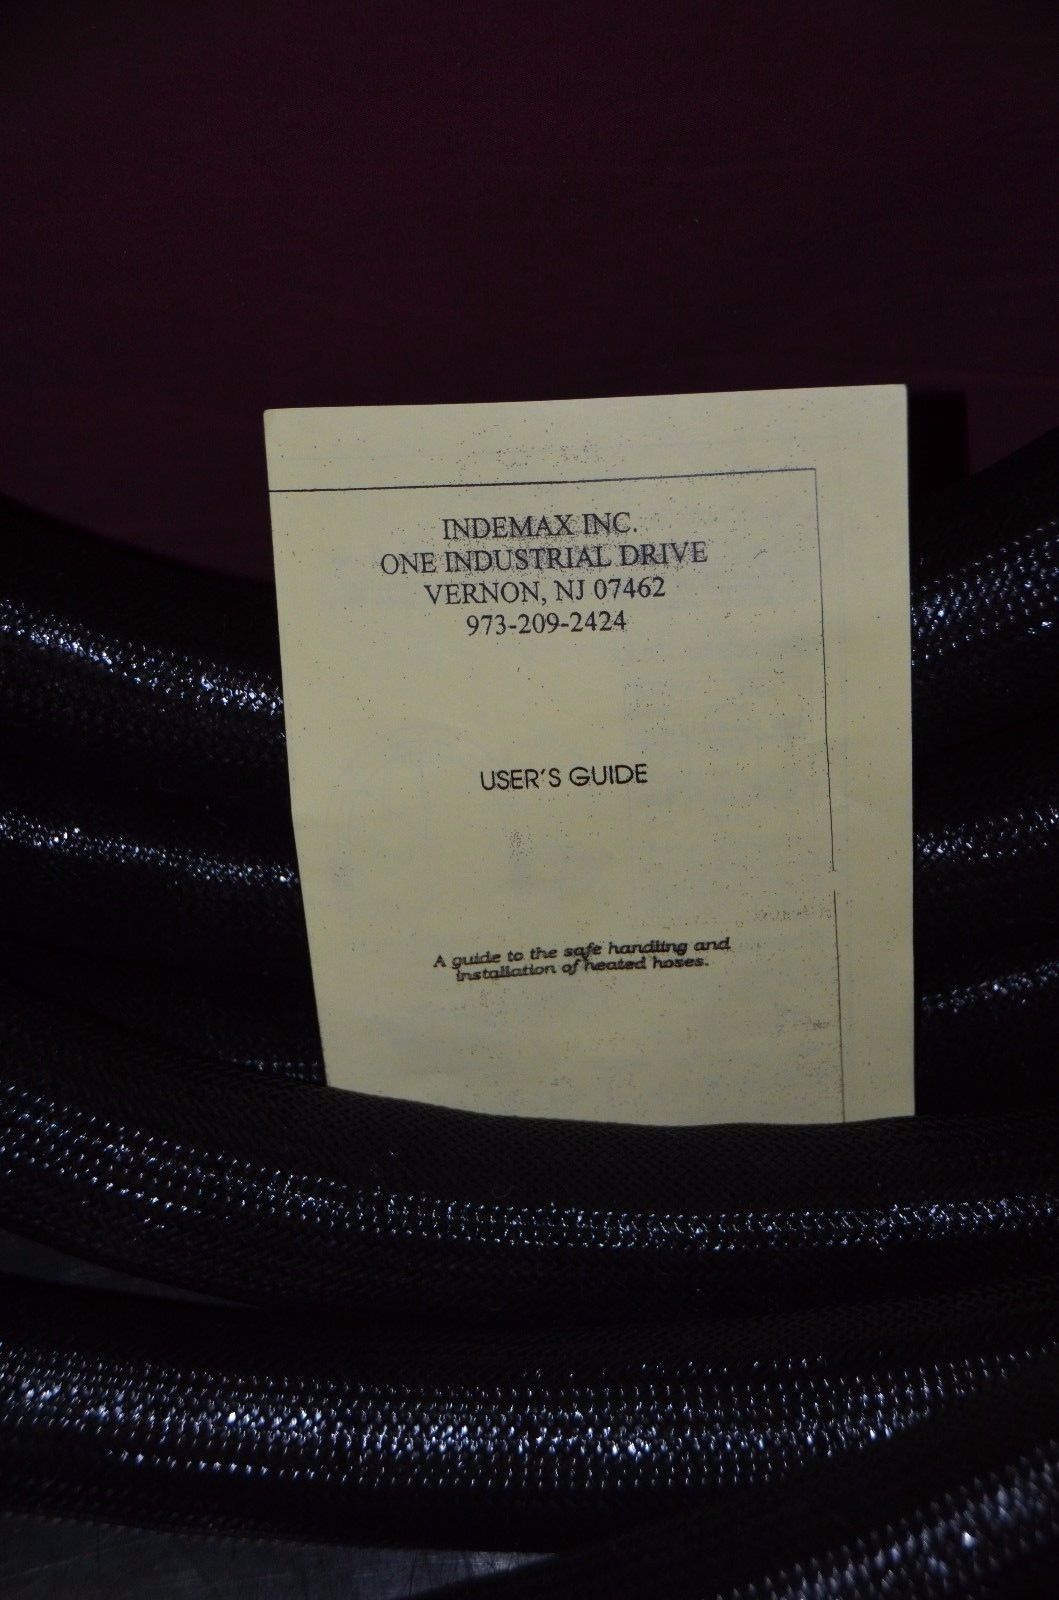 INDEMAX INC.
ONE INDUSTRIAL DRIVE
VERNON, NJ 07462
973-209-2424
USER'S GUIDE
A guide to the safe handling and
installation of heated hoses.